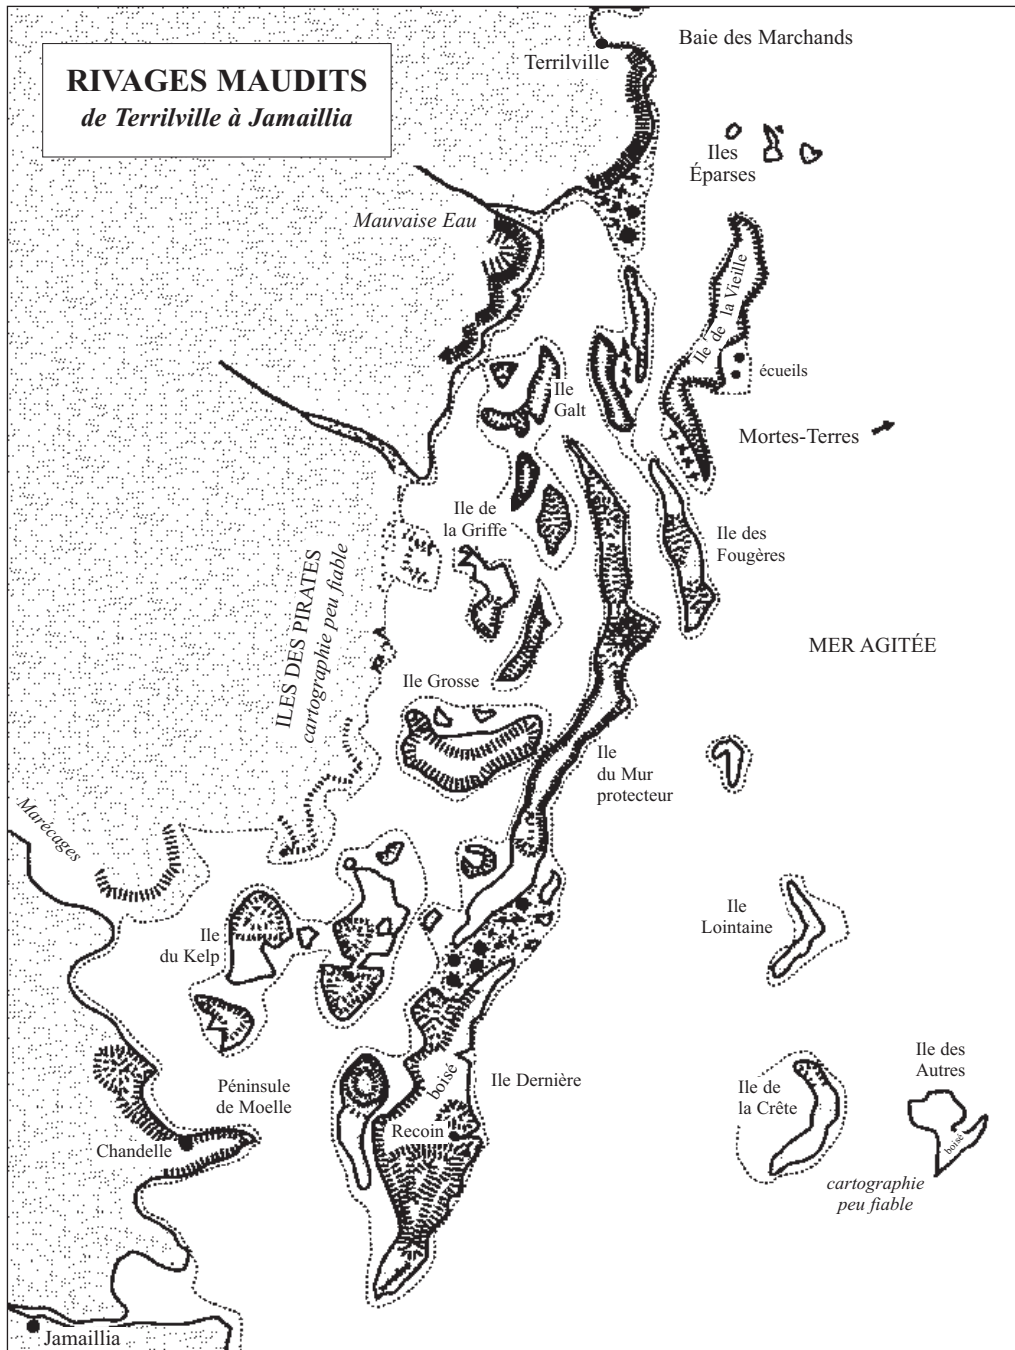 RIVAGES MAUDITS
de Terrilville à Jamaillia
Baie des Marchands
Terrilville
Iles
Éparses
Mauvaise Eau
Ile de la Vieille
écueils
Ile
Galt
Mortes-Terres
Ile de
la Griffe
Ile des
Fougères
ILES DES PIRATES
cartographie peu fiable
MER AGITÉE
Ile Grosse
Ile
du Mur
protecteur
Marécages
Ile
du Kelp
Ile
Lointaine
Ile des
Autres
boisé
Ile Dernière
Péninsule
de Moelle
Ile de
la Crête
Recoin
Chandelle
boisé
cartographie
peu fiable
Jamaillia